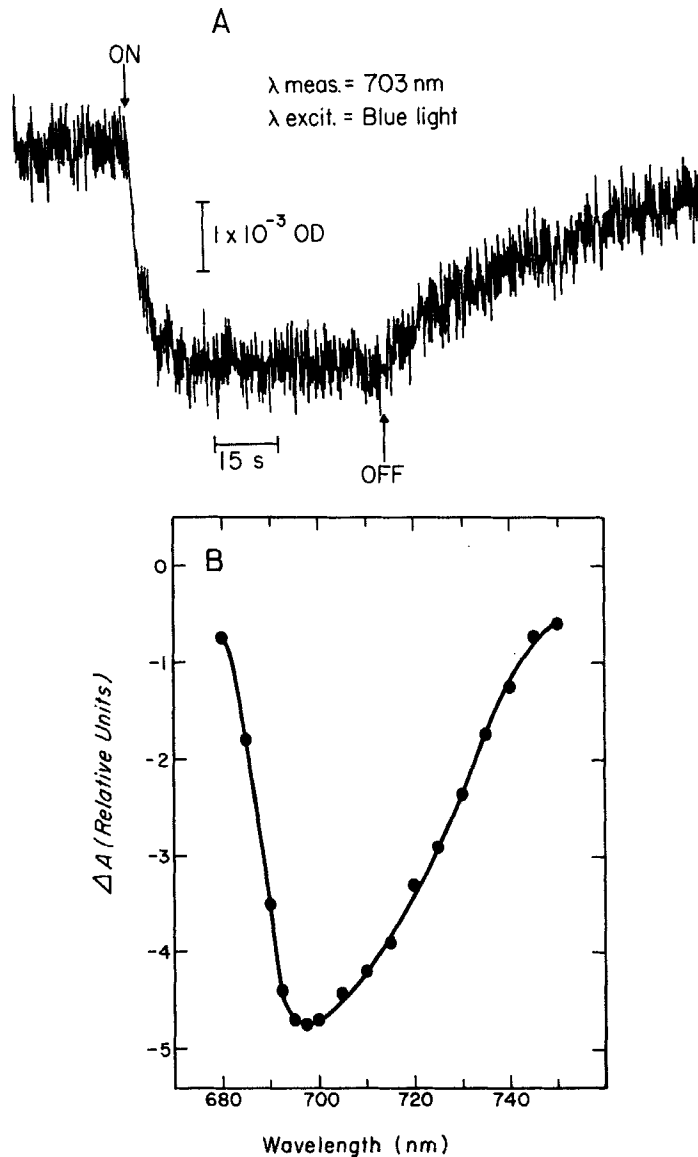 A
ON
λ meas. = 703 nm
λ excit. = Blue light
1 x 10⁻³ OD
15 s
OFF
B
0
-1
-2
-3
-4
-5
ΔA (Relative Units)
680 700 720 740
Wavelength (nm)